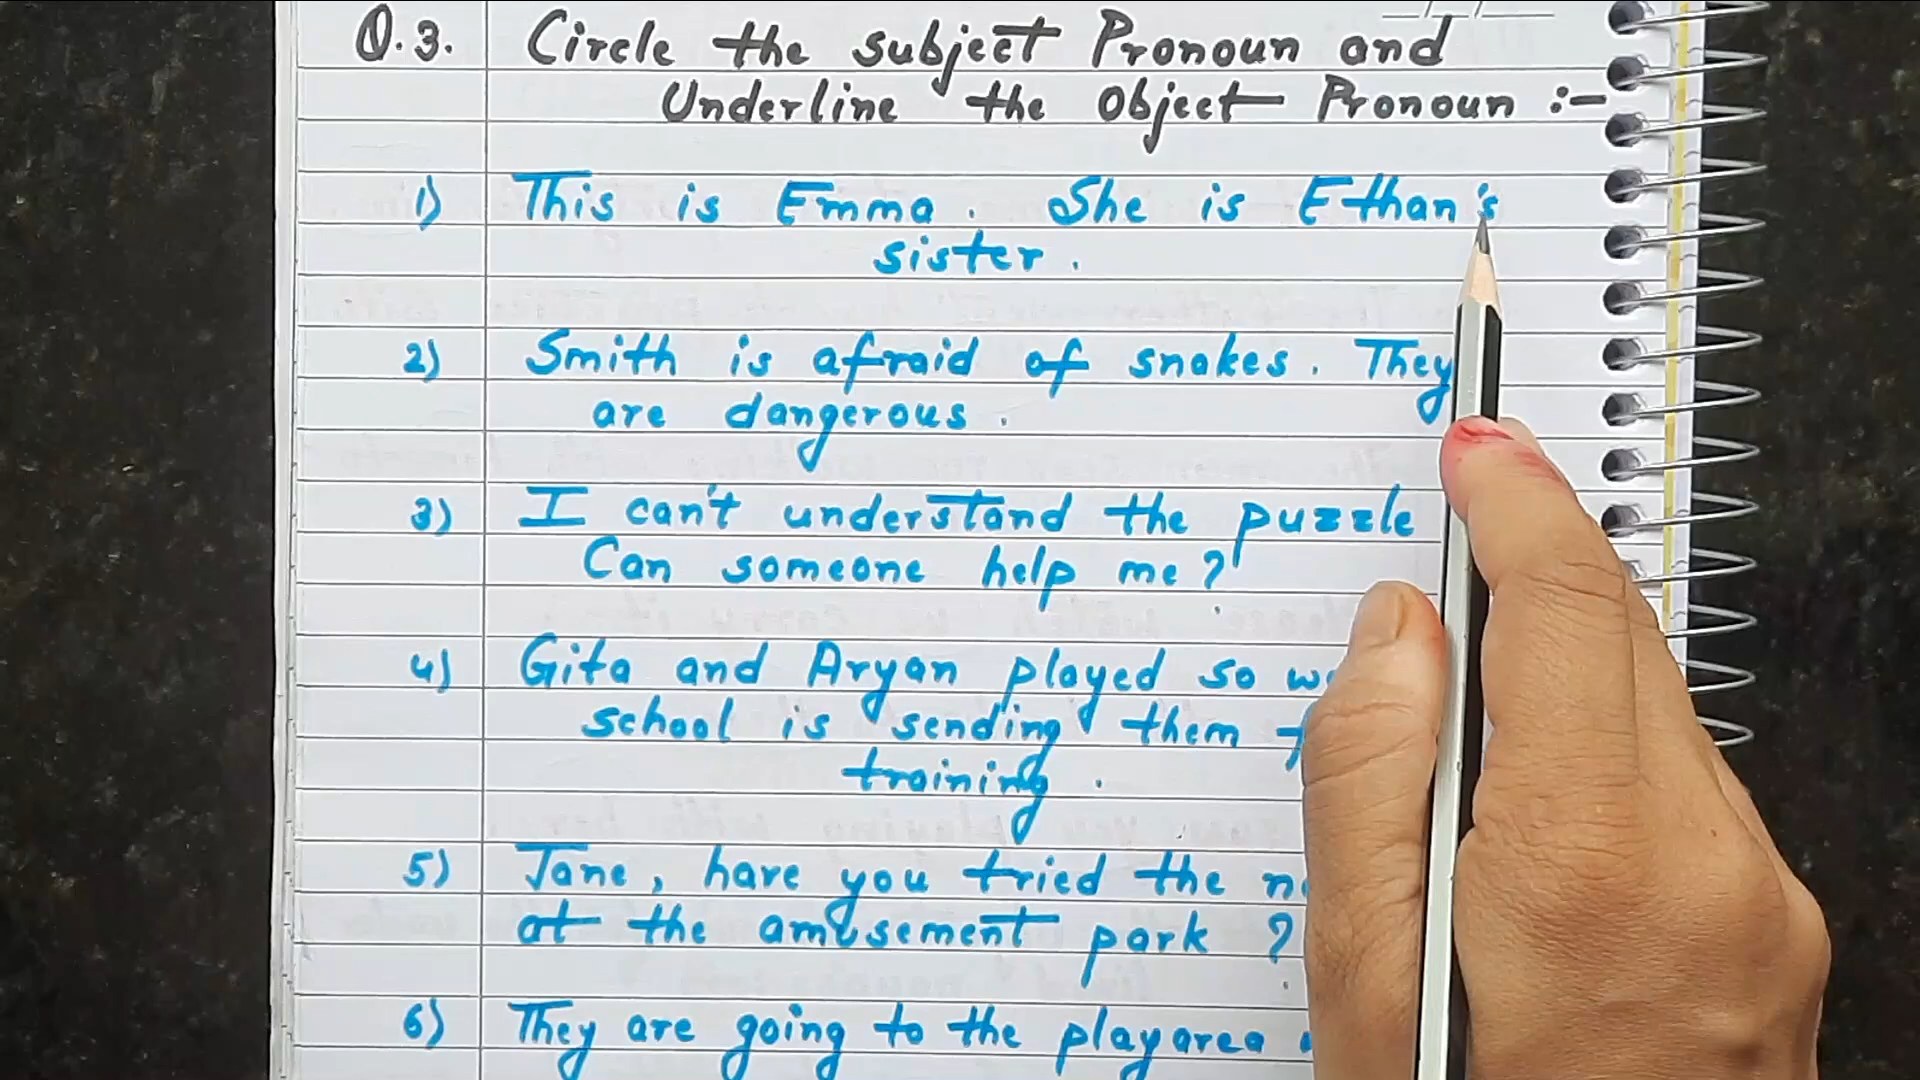 Q.3. Circle the subject Pronoun and
Underline the Object Pronoun :-
1) This is Emma. She is Ethan's
sister.
2) Smith is afraid of snakes. They
are dangerous.
3) I can't understand the puzzle
Can someone help me?
4) Gita and Aryan played so
school is sending them
training.
5) Jane, have you tried the
at the amusement park?
6) They are going to the playarea